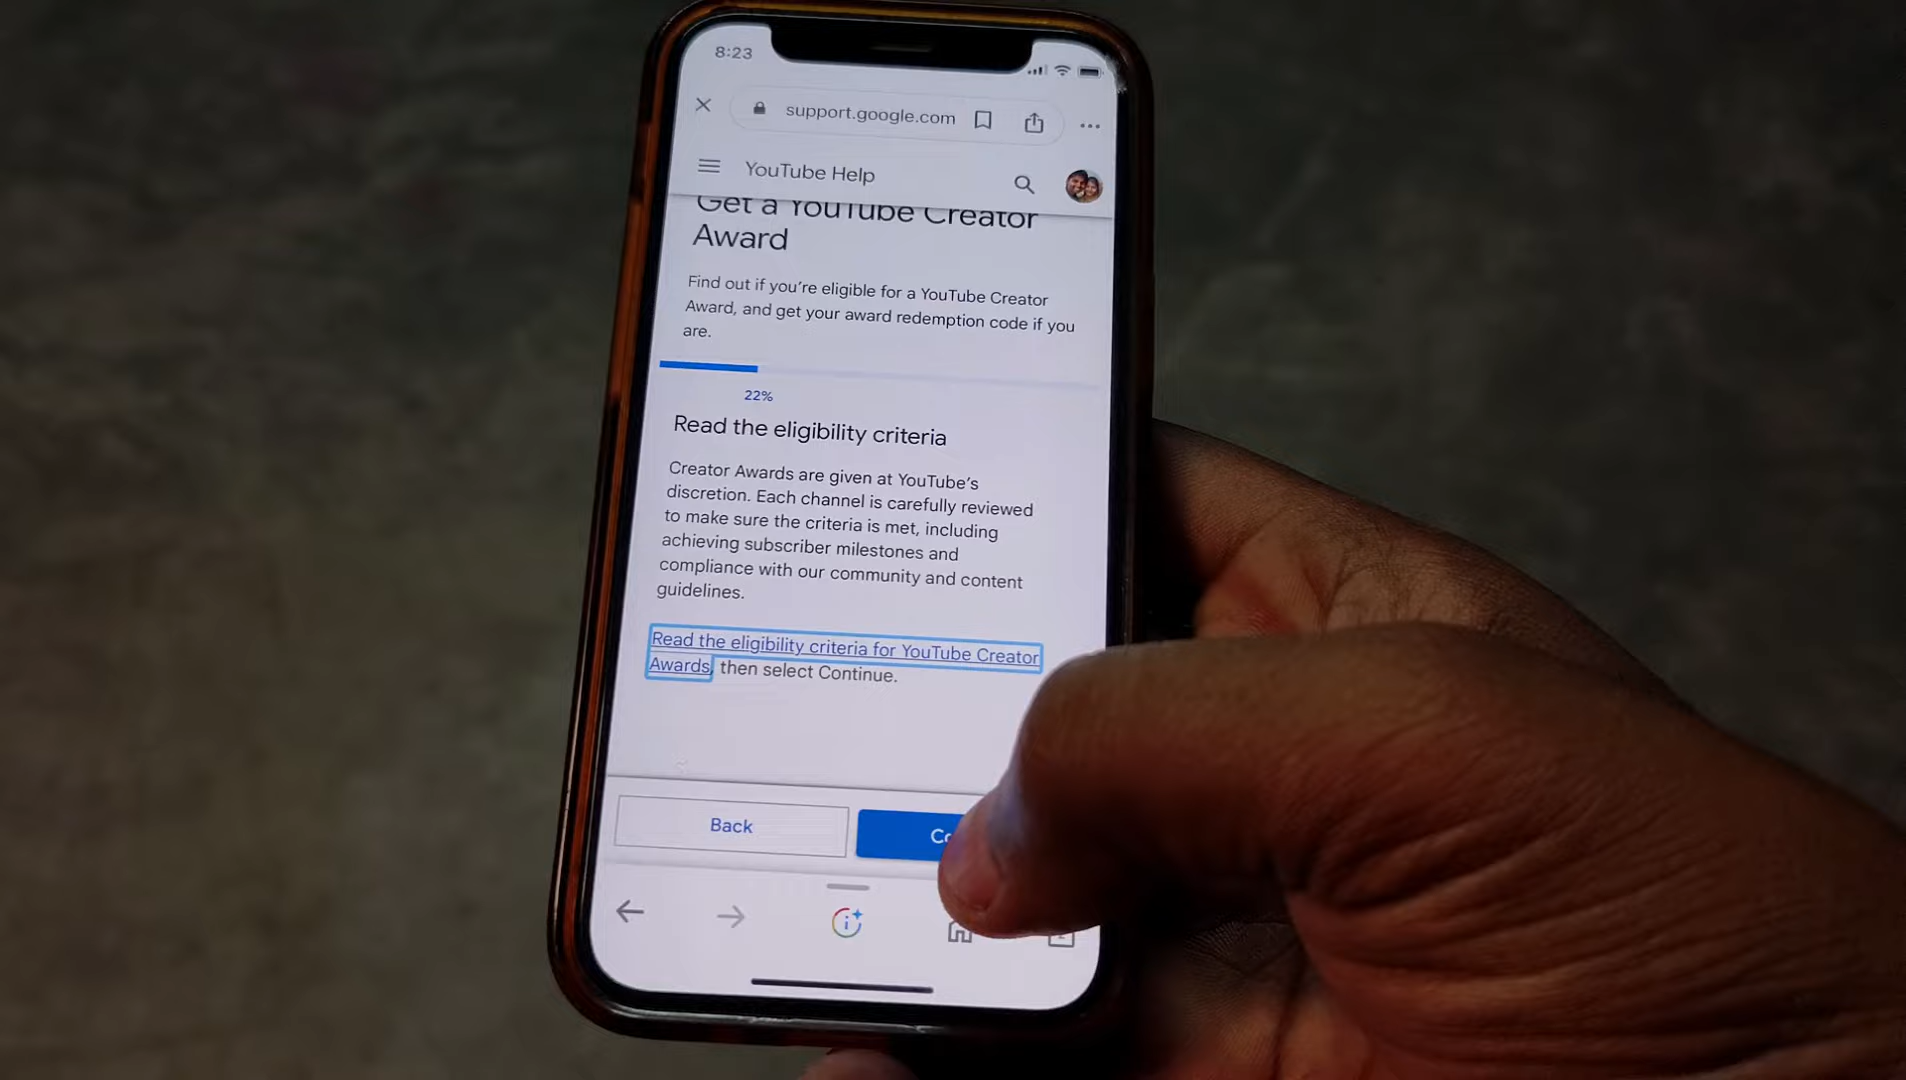 8:23
support.google.com
YouTube Help
Get a YouTube Creator
Award
Find out if you're eligible for a YouTube Creator
Award, and get your award redemption code if you
are.
22%
Read the eligibility criteria
Creator Awards are given at YouTube's
discretion. Each channel is carefully reviewed
to make sure the criteria is met, including
achieving subscriber milestones and
compliance with our community and content
guidelines.
Read the eligibility criteria for YouTube Creator
Awards, then select Continue.
Back